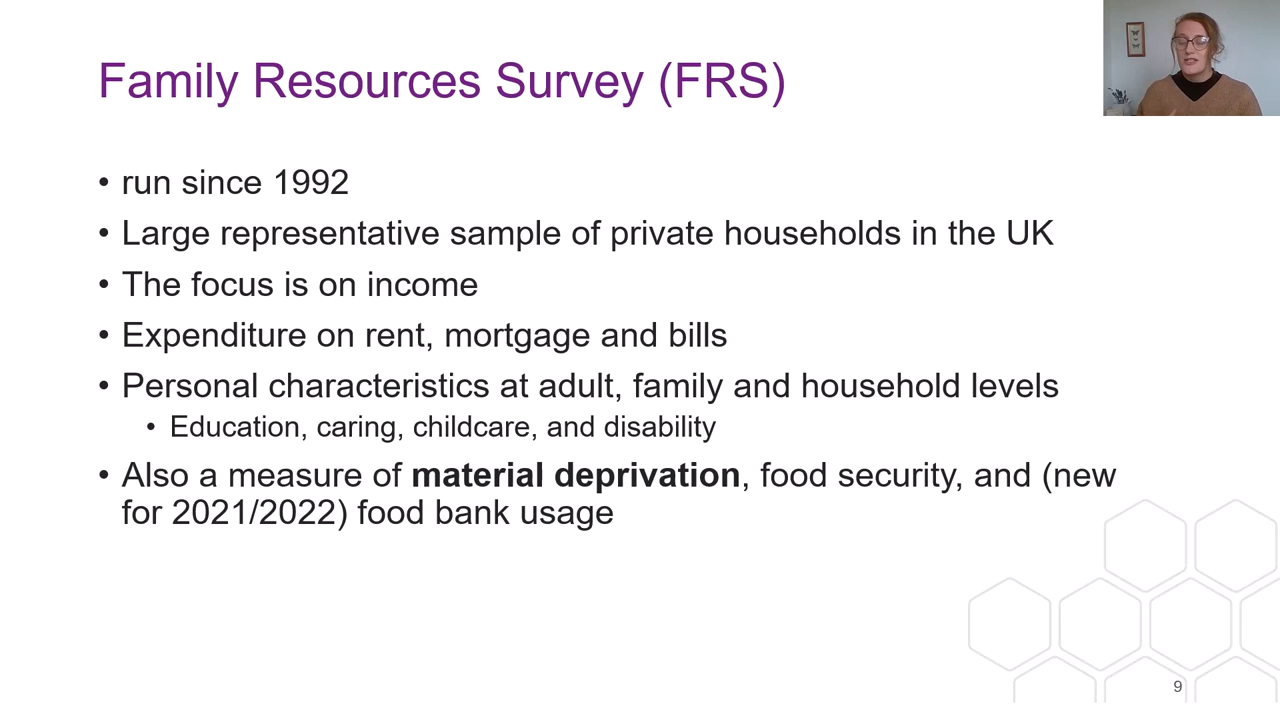 Family Resources Survey (FRS)
• run since 1992
• Large representative sample of private households in the UK
• The focus is on income
• Expenditure on rent, mortgage and bills
• Personal characteristics at adult, family and household levels
• Education, caring, childcare, and disability
• Also a measure of material deprivation, food security, and (new
for 2021/2022) food bank usage
9